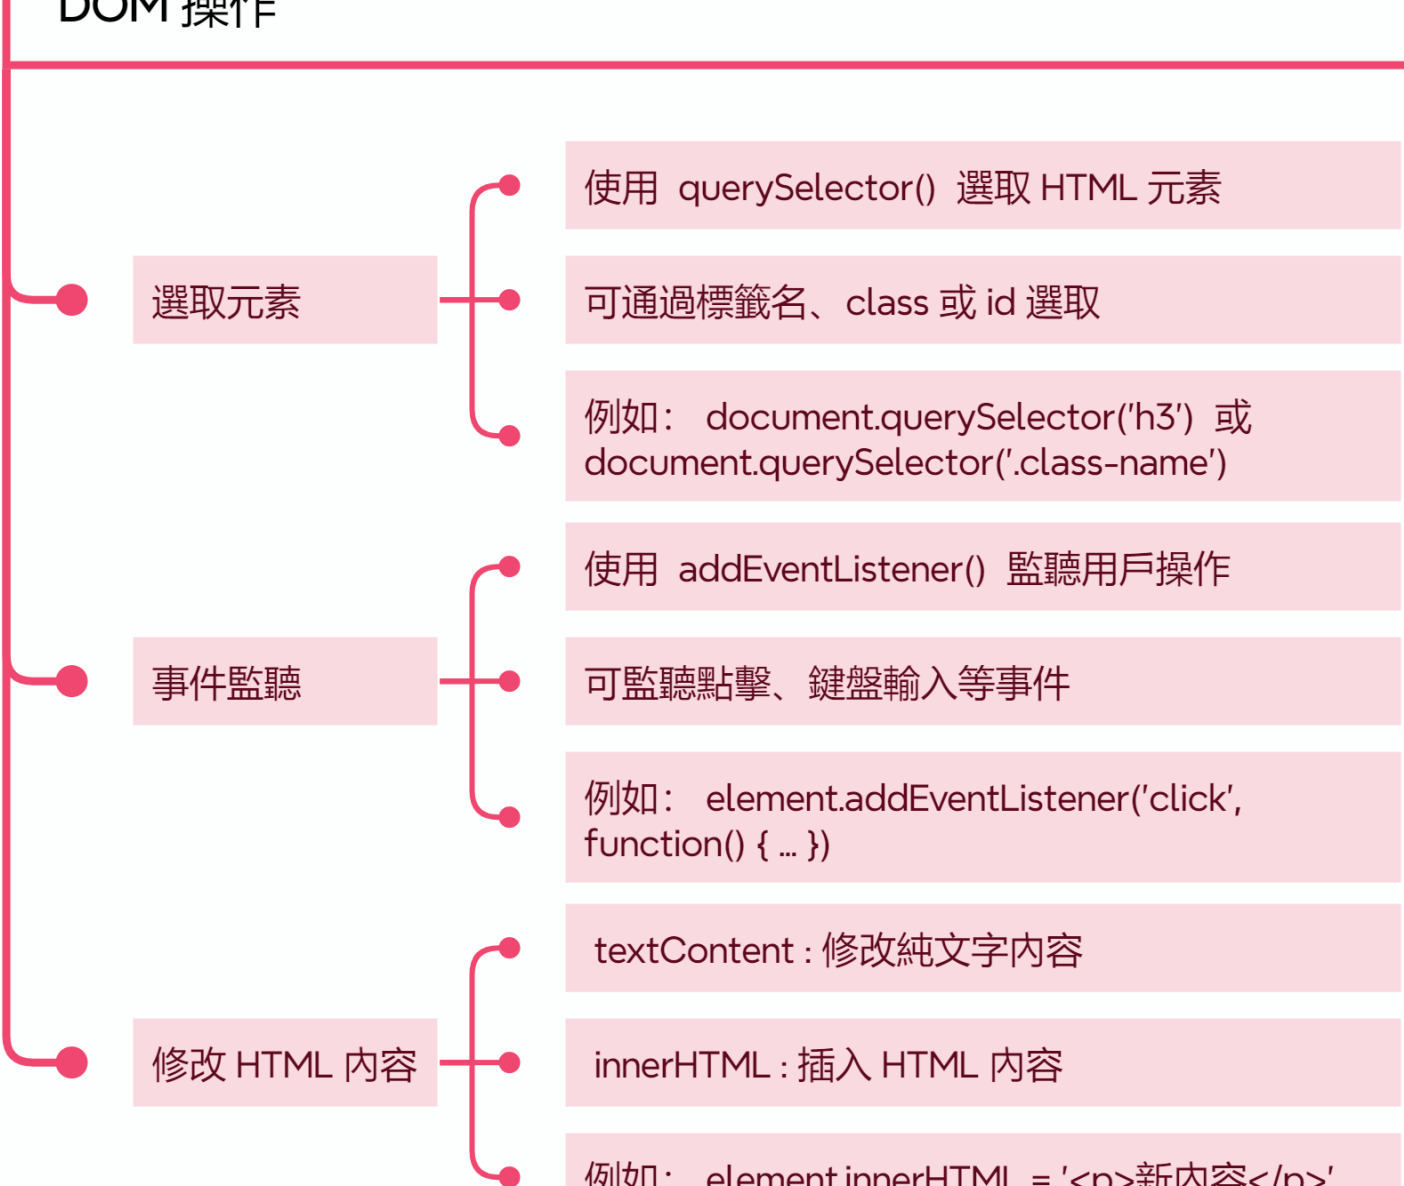 DOM 操作
使用 querySelector() 選取 HTML 元素
選取元素
可通過標籤名、class 或 id 選取
例如： document.querySelector('h3') 或
document.querySelector('.class-name')
使用 addEventListener() 監聽用戶操作
事件監聽
可監聽點擊、鍵盤輸入等事件
例如： element.addEventListener('click',
function() { ... })
textContent : 修改純文字內容
修改 HTML 內容
innerHTML : 插入 HTML 內容
例如： element.innerHTML = '<p>新內容</p>'